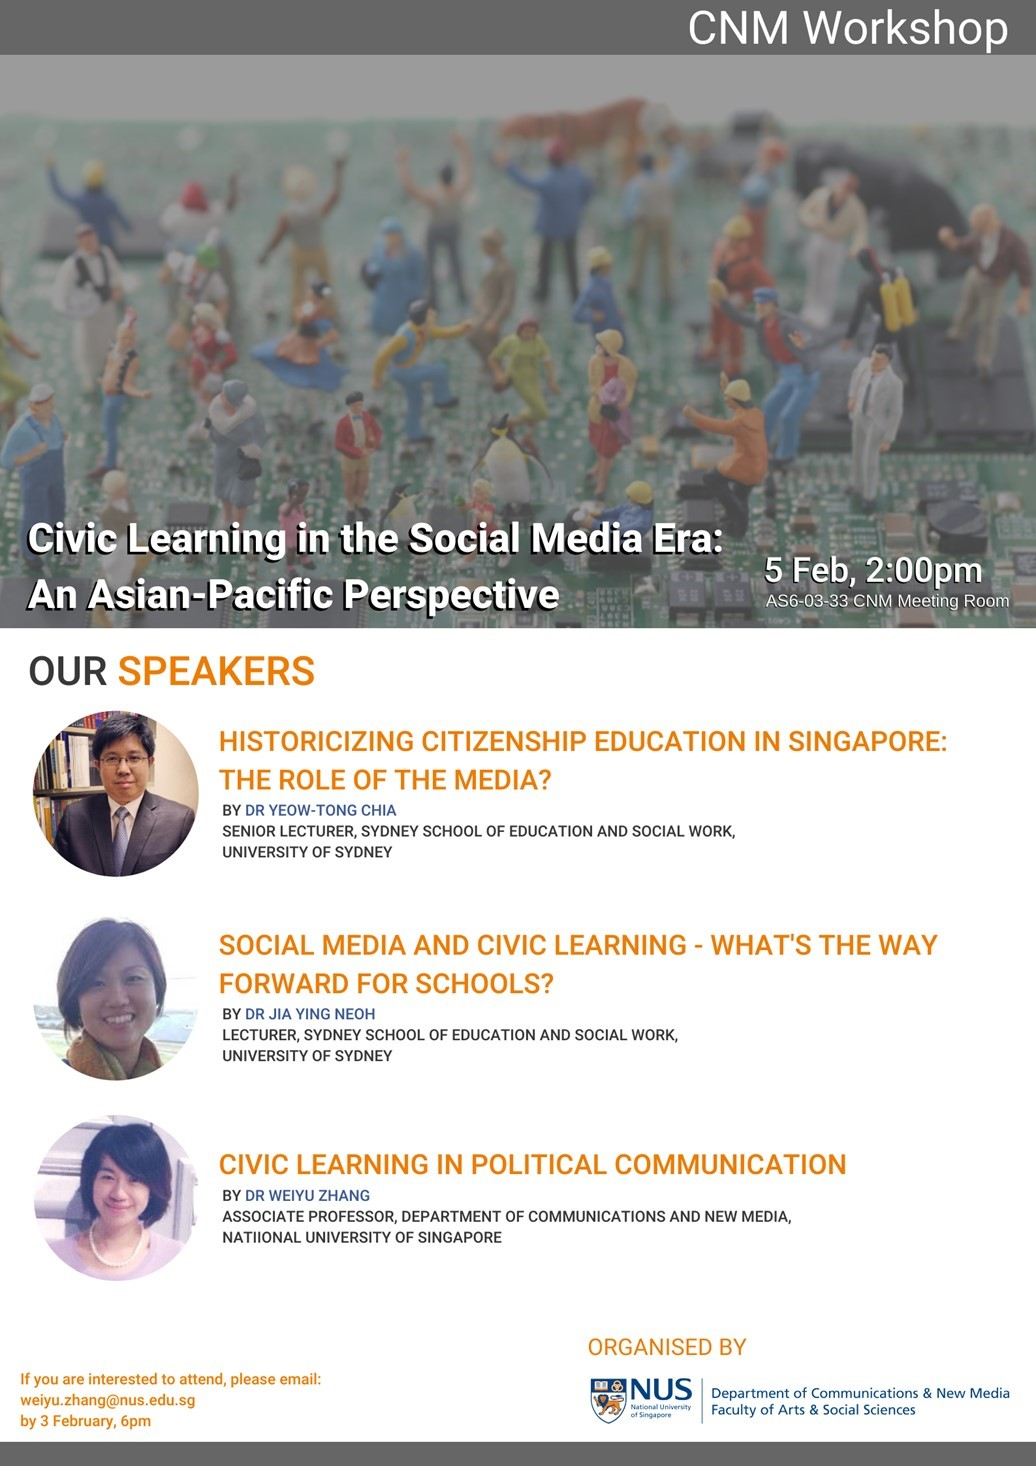 CNM Workshop
Civic Learning in the Social Media Era:
An Asian-Pacific Perspective
5 Feb, 2:00pm
AS6-03-33 CNM Meeting Room
OUR SPEAKERS
HISTORICIZING CITIZENSHIP EDUCATION IN SINGAPORE:
THE ROLE OF THE MEDIA?
BY DR YEOW-TONG CHIA
SENIOR LECTURER, SYDNEY SCHOOL OF EDUCATION AND SOCIAL WORK,
UNIVERSITY OF SYDNEY
SOCIAL MEDIA AND CIVIC LEARNING - WHAT'S THE WAY
FORWARD FOR SCHOOLS?
BY DR JIA YING NEOH
LECTURER, SYDNEY SCHOOL OF EDUCATION AND SOCIAL WORK,
UNIVERSITY OF SYDNEY
CIVIC LEARNING IN POLITICAL COMMUNICATION
BY DR WEIYU ZHANG
ASSOCIATE PROFESSOR, DEPARTMENT OF COMMUNICATIONS AND NEW MEDIA,
NATIIONAL UNIVERSITY OF SINGAPORE
If you are interested to attend, please email:
weiyu.zhang@nus.edu.sg
by 3 February, 6pm
ORGANISED BY
NUS
National University
of Singapore
Department of Communications & New Media
Faculty of Arts & Social Sciences